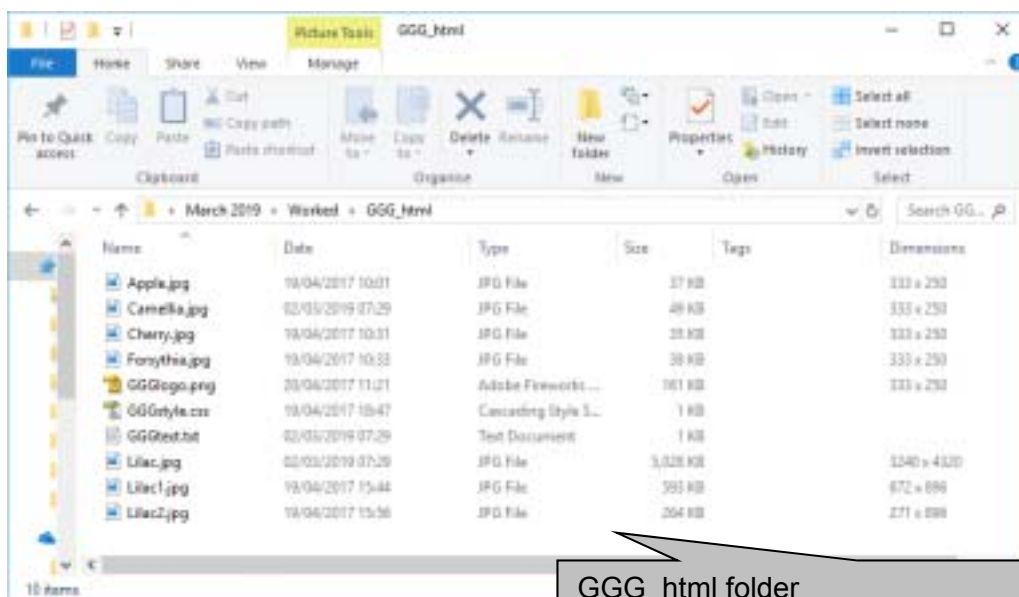 Picture Tools GGG_html
File Home Share View Manage
Pin to Quick access Copy Paste Cut Copy path Paste shortcut Move to Copy to Delete Rename New folder Properties Open Edit History Select all Select none Invert selection
Clipboard Organise New Open Select
March 2019 Worked GGG_html Search GG...
Name Date Type Size Tags Dimensions
Apple.jpg 19/04/2017 10:01 JPG File 37 KB 333 x 250
Camellia.jpg 02/03/2019 07:29 JPG File 49 KB 333 x 250
Cherry.jpg 19/04/2017 10:31 JPG File 35 KB 333 x 250
Forsythia.jpg 19/04/2017 10:33 JPG File 39 KB 333 x 250
GGGlogo.png 20/04/2017 11:21 Adobe Fireworks ... 161 KB 333 x 250
GGGstyle.css 19/04/2017 18:47 Cascading Style S... 1 KB
GGGtext.txt 02/03/2019 07:29 Text Document 1 KB
Lilac.jpg 02/03/2019 07:29 JPG File 5,028 KB 3240 x 4320
Lilac1.jpg 19/04/2017 15:44 JPG File 593 KB 672 x 896
Lilac2.jpg 19/04/2017 15:56 JPG File 264 KB 271 x 896
10 items
GGG_html folder